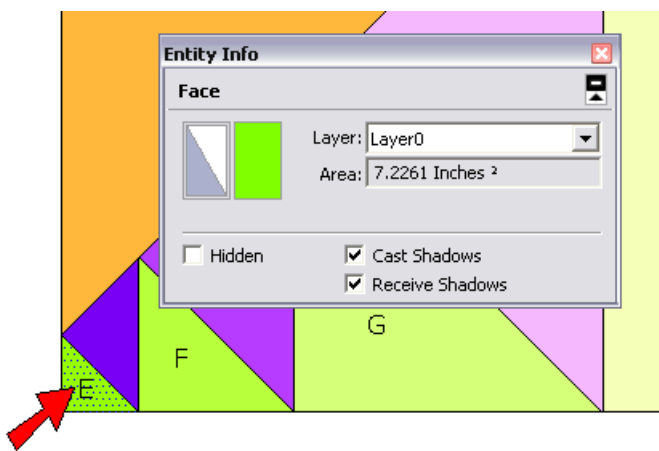 Entity Info
Face
Layer: Layer0
Area: 7.2261 Inches ²
Hidden
Cast Shadows
Receive Shadows
G
F
E